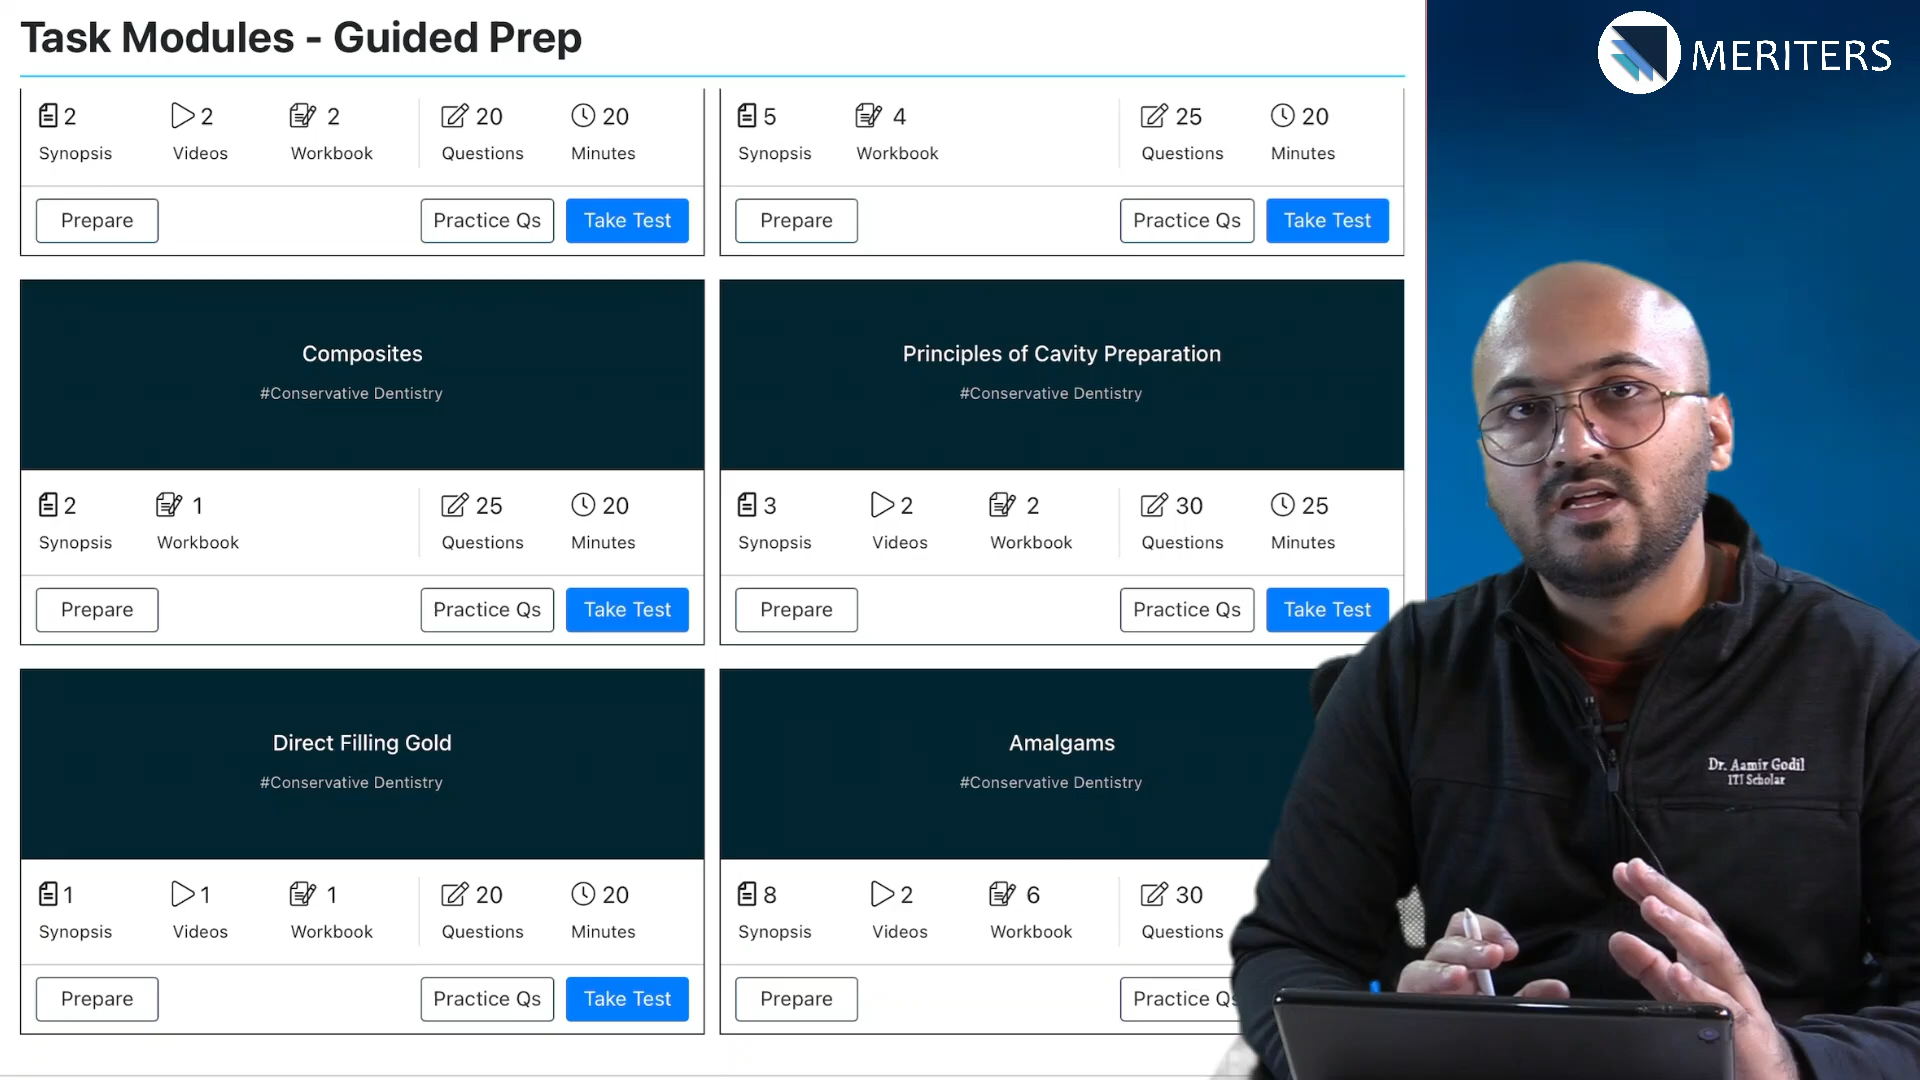 Task Modules - Guided Prep
MERITERS
2 2 2 20 20
Synopsis Videos Workbook Questions Minutes
Prepare Practice Qs Take Test
5 4 25 20
Synopsis Workbook Questions Minutes
Prepare Practice Qs Take Test
Composites
#Conservative Dentistry
2 1 25 20
Synopsis Workbook Questions Minutes
Prepare Practice Qs Take Test
Principles of Cavity Preparation
#Conservative Dentistry
3 2 2 30 25
Synopsis Videos Workbook Questions Minutes
Prepare Practice Qs Take Test
Direct Filling Gold
#Conservative Dentistry
1 1 1 20 20
Synopsis Videos Workbook Questions Minutes
Prepare Practice Qs Take Test
Amalgams
#Conservative Dentistry
8 2 6 30
Synopsis Videos Workbook Questions
Prepare Practice Qs
Dr. Aamir Godil
ITI Scholar